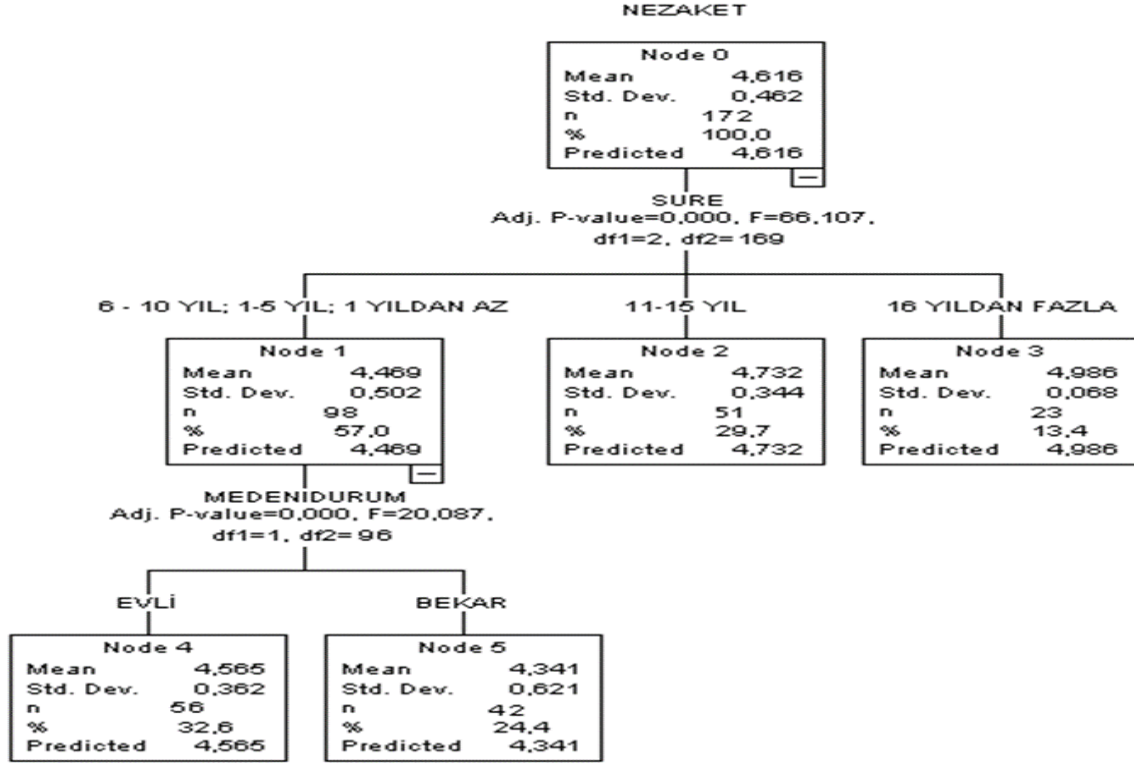 NEZAKET
Node 0
Mean 4,616
Std. Dev. 0,462
n 172
% 100,0
Predicted 4,616
SURE
Adj. P-value=0,000, F=66,107,
df1=2, df2=169
6 - 10 YIL; 1-5 YIL; 1 YILDAN AZ
11-15 YIL
16 YILDAN FAZLA
Node 1
Mean 4,469
Std. Dev. 0,502
n 98
% 57,0
Predicted 4,469
Node 2
Mean 4,732
Std. Dev. 0,344
n 51
% 29,7
Predicted 4,732
Node 3
Mean 4,986
Std. Dev. 0,068
n 23
% 13,4
Predicted 4,986
MEDENİDURUM
Adj. P-value=0,000, F=20,087,
df1=1, df2=96
EVLİ
BEKAR
Node 4
Mean 4,565
Std. Dev. 0,362
n 56
% 32,6
Predicted 4,565
Node 5
Mean 4,341
Std. Dev. 0,621
n 42
% 24,4
Predicted 4,341